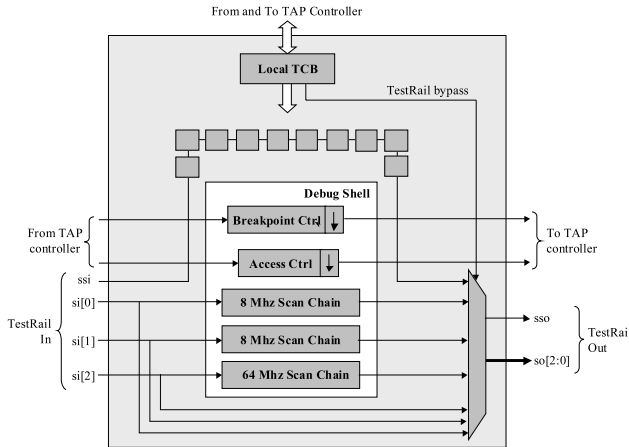 From and To TAP Controller
Local TCB
TestRail bypass
Debug Shell
Breakpoint Ctrl
From TAP
controller
To TAP
controller
Access Ctrl
ssi
si[0]
8 Mhz Scan Chain
TestRail
In
sso
si[1]
8 Mhz Scan Chain
TestRai
Out
so[2:0]
si[2]
64 Mhz Scan Chain